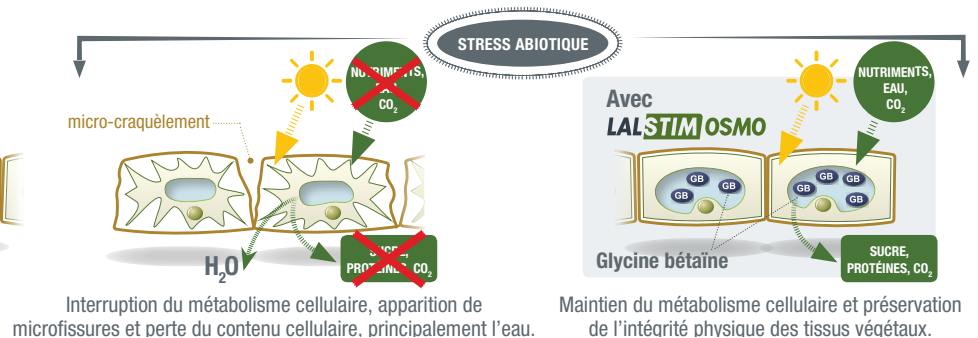 STRESS ABIOTIQUE
NUTRIMENTS,
EAU,
CO₂
micro-craquèlement
H₂O
SUCRE,
PROTÉINES, CO₂
Interruption du métabolisme cellulaire, apparition de
microfissures et perte du contenu cellulaire, principalement l'eau.
Avec
LALSTIM OSMO
NUTRIMENTS,
EAU,
CO₂
GB
GB
GB
GB
GB
GB
GB
GB
Glycine bétaïne
SUCRE,
PROTÉINES, CO₂
Maintien du métabolisme cellulaire et préservation
de l'intégrité physique des tissus végétaux.